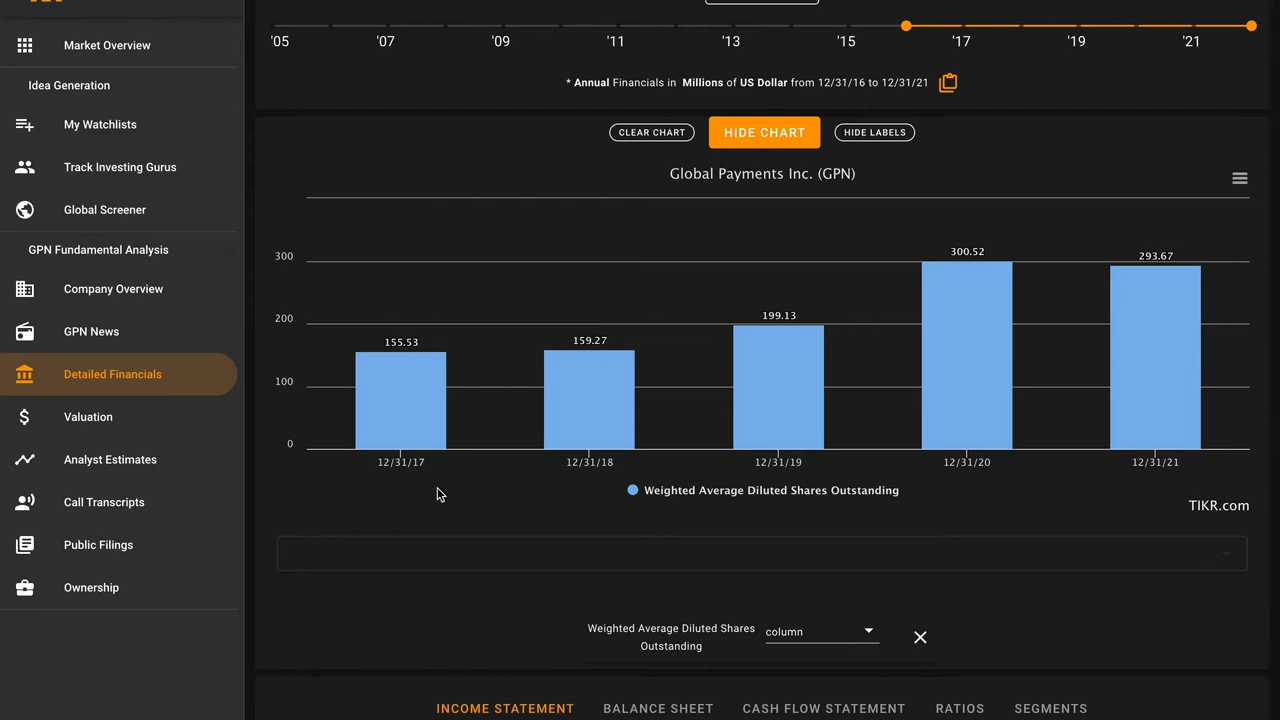 Market Overview
Idea Generation
My Watchlists
Track Investing Gurus
Global Screener
GPN Fundamental Analysis
Company Overview
GPN News
Detailed Financials
Valuation
Analyst Estimates
Call Transcripts
Public Filings
Ownership
'05 '07 '09 '11 '13 '15 '17 '19 '21
* Annual Financials in Millions of US Dollar from 12/31/16 to 12/31/21
CLEAR CHART HIDE CHART HIDE LABELS
Global Payments Inc. (GPN)
300
200
100
0
155.53 159.27 199.13 300.52 293.67
12/31/17 12/31/18 12/31/19 12/31/20 12/31/21
Weighted Average Diluted Shares Outstanding
TIKR.com
Weighted Average Diluted Shares
Outstanding
column
INCOME STATEMENT BALANCE SHEET CASH FLOW STATEMENT RATIOS SEGMENTS